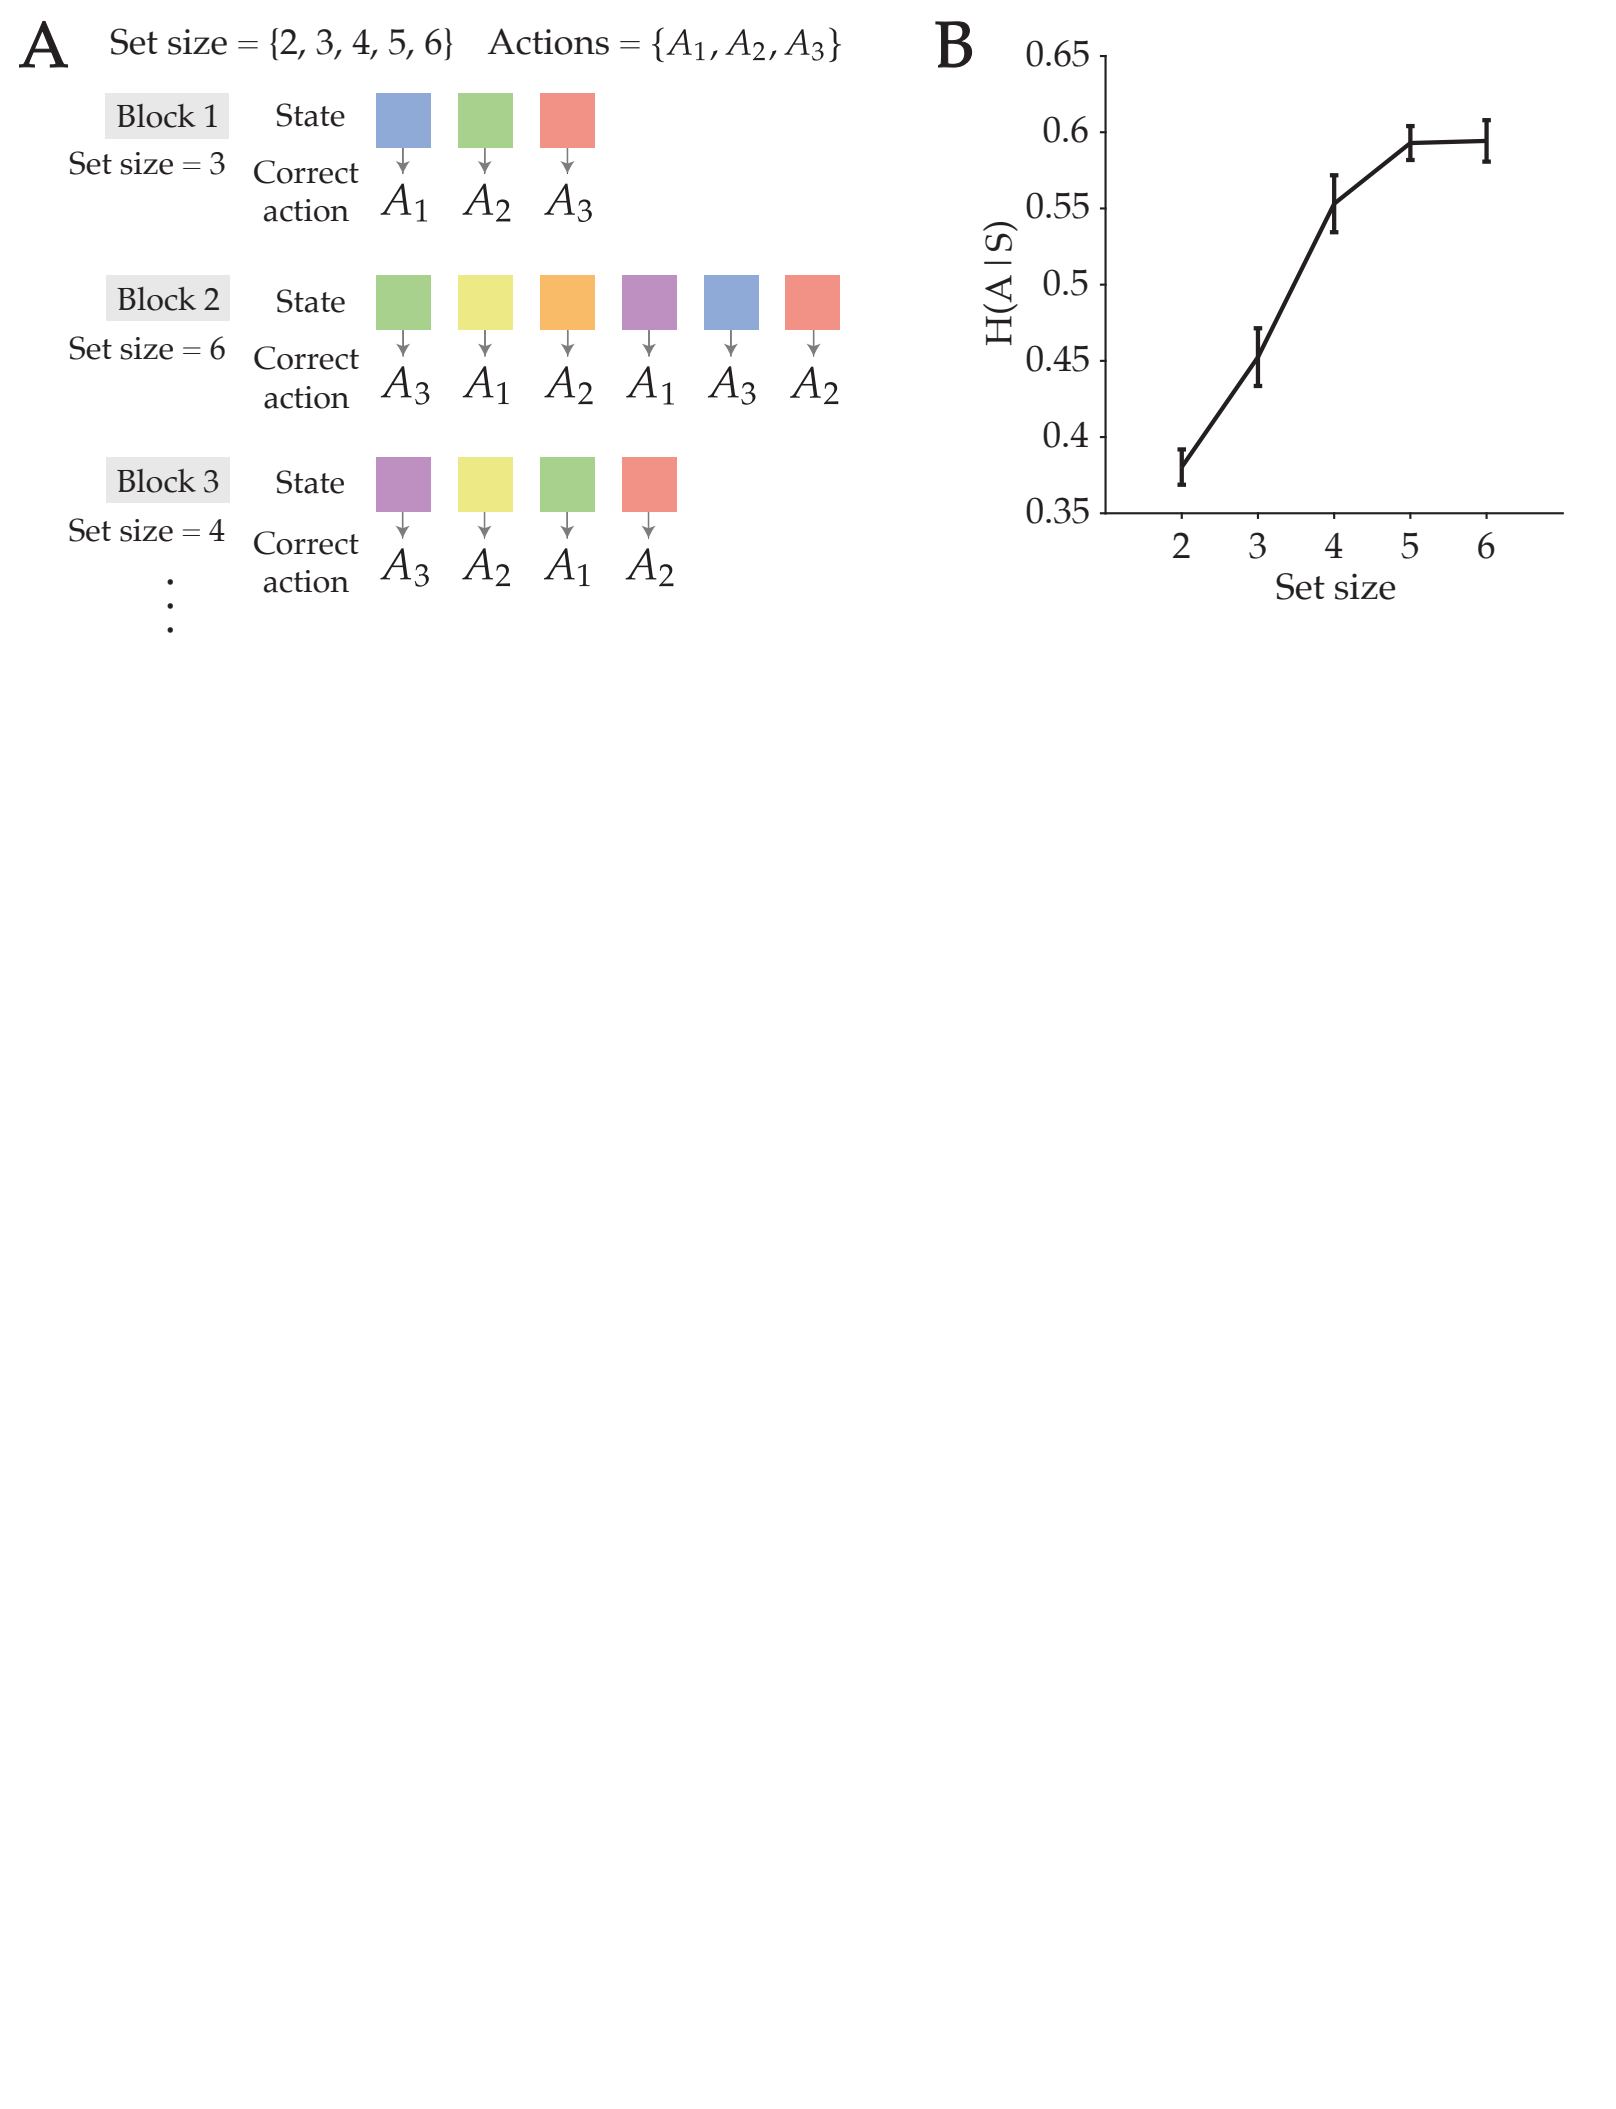 A
Set size = {2, 3, 4, 5, 6} Actions = {A₁, A₂, A₃}
Block 1
Set size = 3
State
Correct
action
A₁ A₂ A₃
Block 2
Set size = 6
State
Correct
action
A₃ A₁ A₂ A₁ A₃ A₂
Block 3
Set size = 4
State
Correct
action
A₃ A₂ A₁ A₂
B
0.65
0.6
0.55
0.5
0.45
0.4
0.35
H(A|S)
2 3 4 5 6
Set size